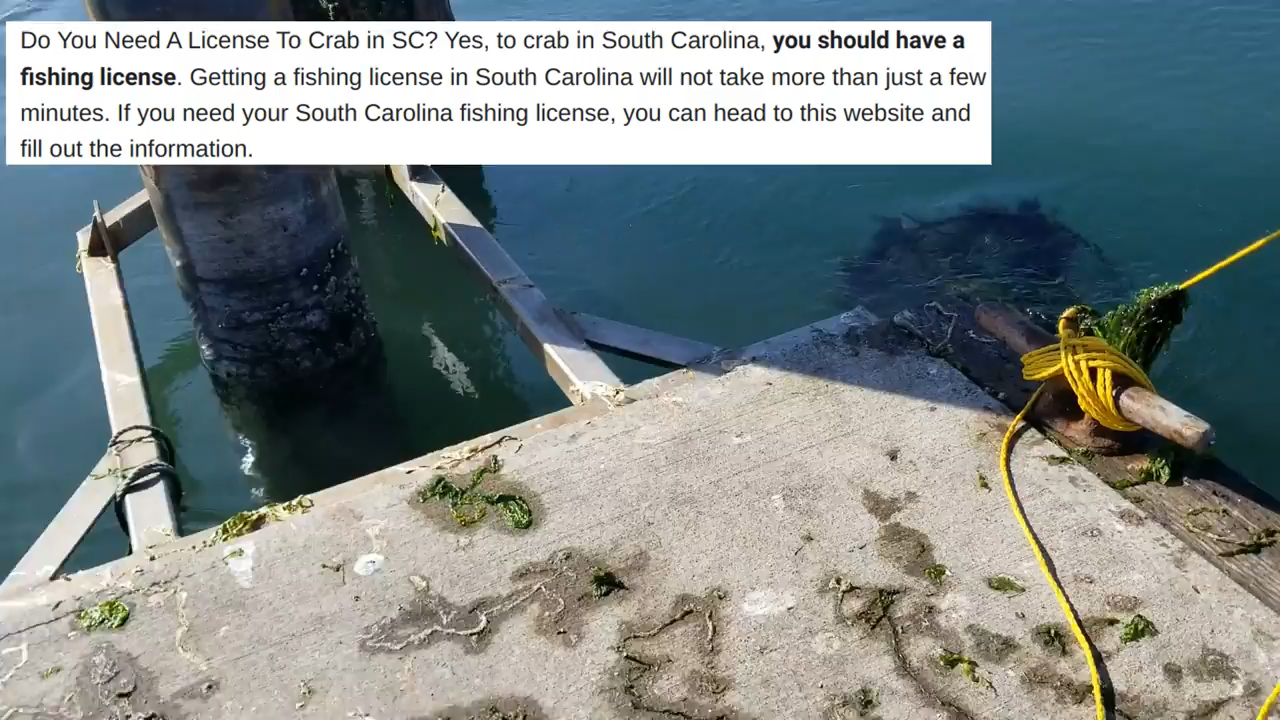 Do You Need A License To Crab in SC? Yes, to crab in South Carolina, you should have a
fishing license. Getting a fishing license in South Carolina will not take more than just a few
minutes. If you need your South Carolina fishing license, you can head to this website and
fill out the information.